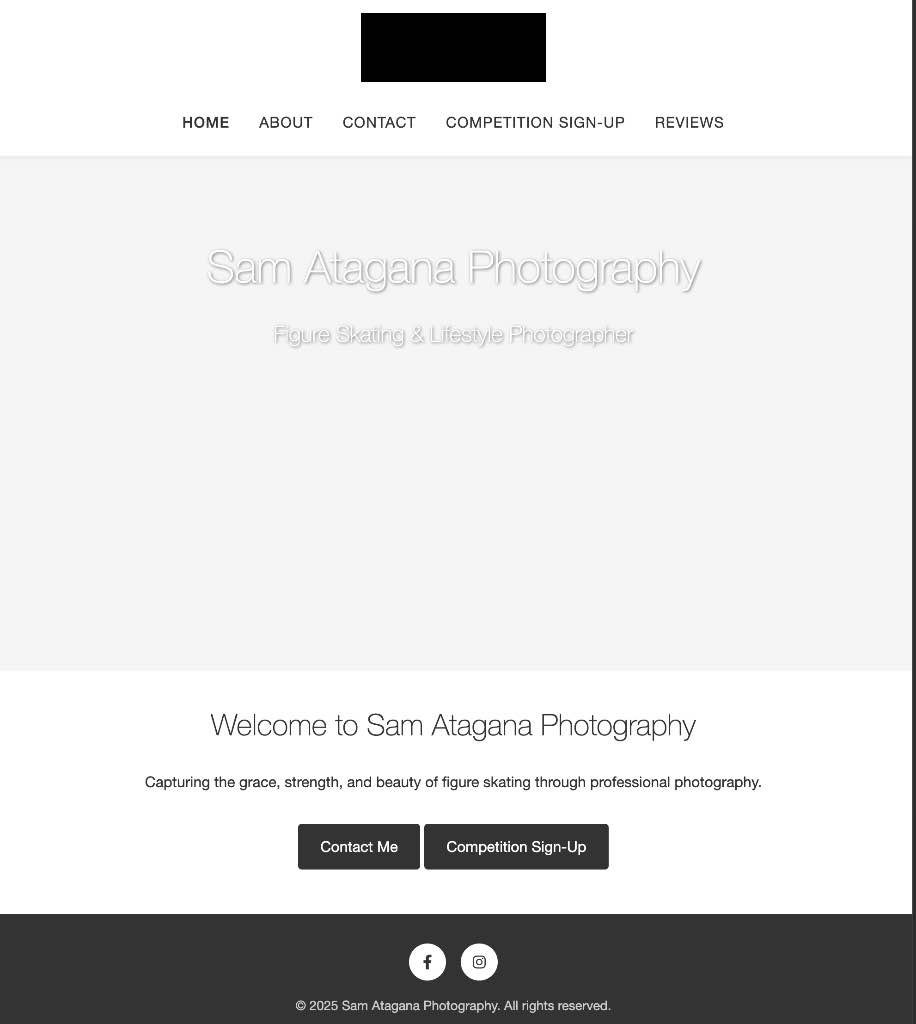 HOME ABOUT CONTACT COMPETITION SIGN-UP REVIEWS
Sam Atagana Photography
Figure Skating & Lifestyle Photographer
Welcome to Sam Atagana Photography
Capturing the grace, strength, and beauty of figure skating through professional photography.
Contact Me Competition Sign-Up
© 2025 Sam Atagana Photography. All rights reserved.